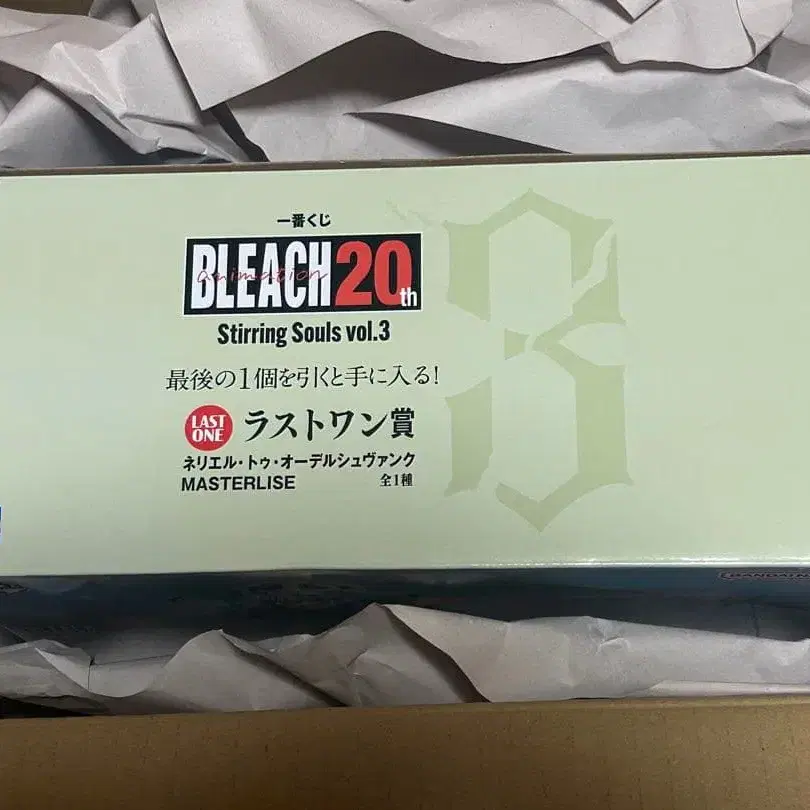 一番くじ
BLEACH 20th
animation
Stirring Souls vol.3
最後の1個を引くと手に入る!
LAST ONE ラストワン賞
ネリエル・トゥ・オーデルシュヴァンク
MASTERLISE 全1種
3
BANDAI